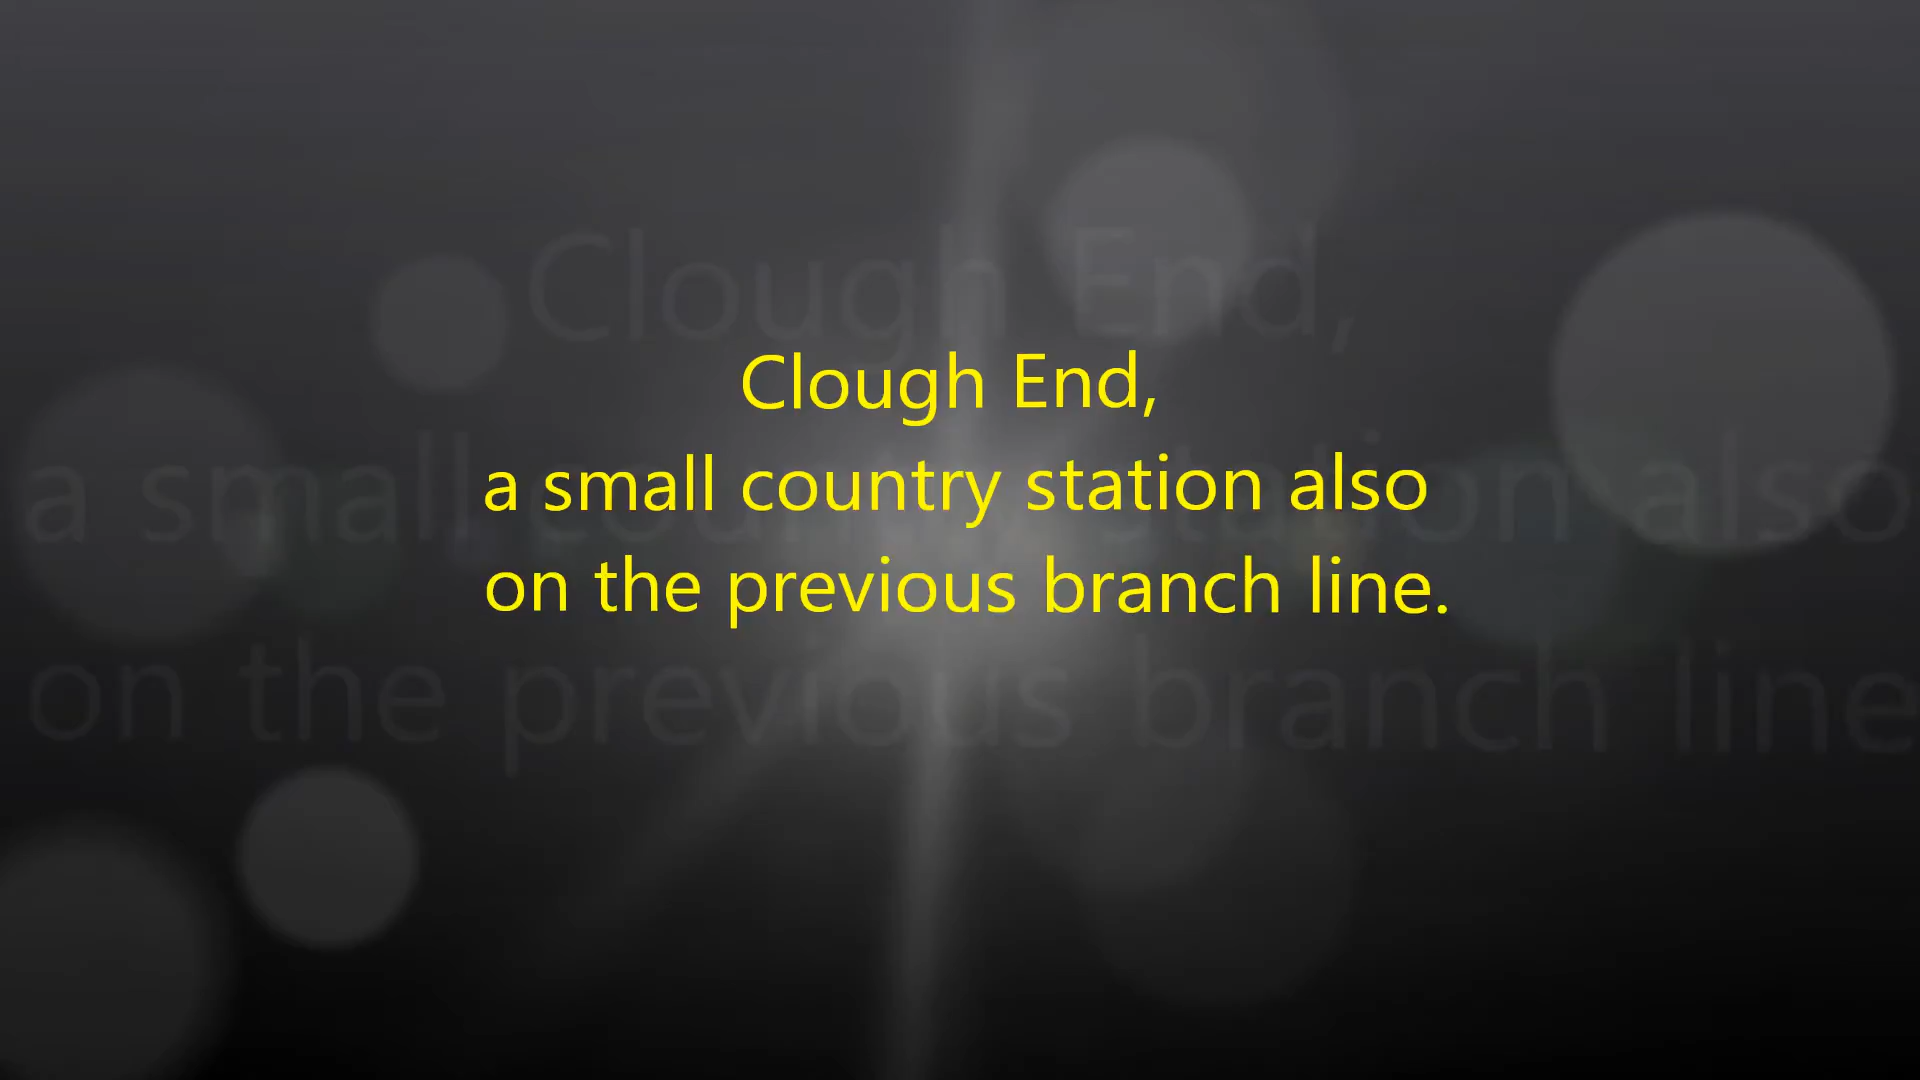 Clough End,
a small country station also
on the previous branch line.